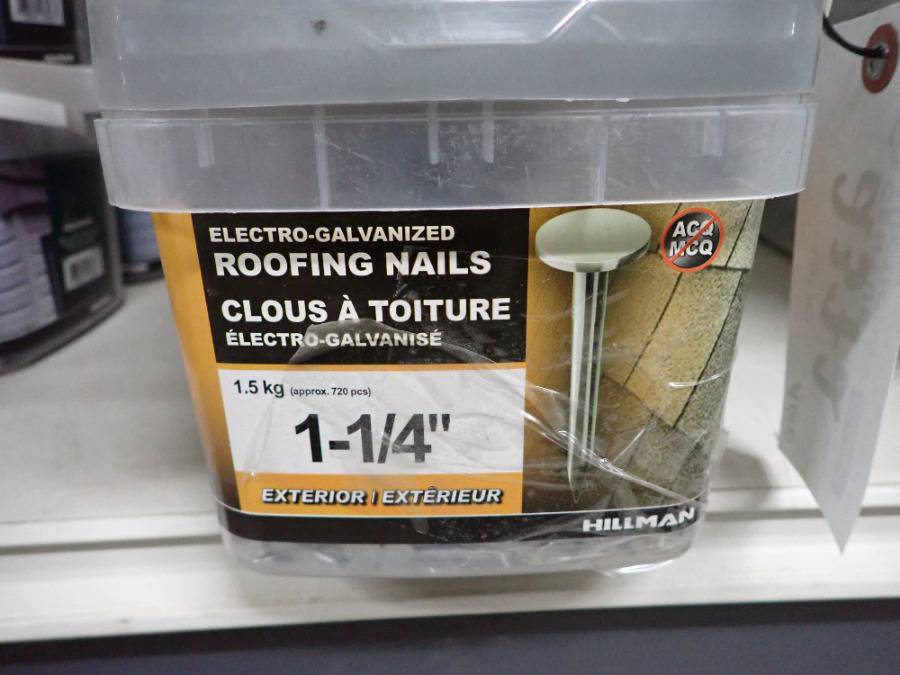 ELECTRO-GALVANIZED
ROOFING NAILS
CLOUS À TOITURE
ÉLECTRO-GALVANISÉ
1.5 kg (approx. 720 pcs)
1-1/4"
EXTERIOR / EXTÉRIEUR
ACQ
MCQ
HILLMAN